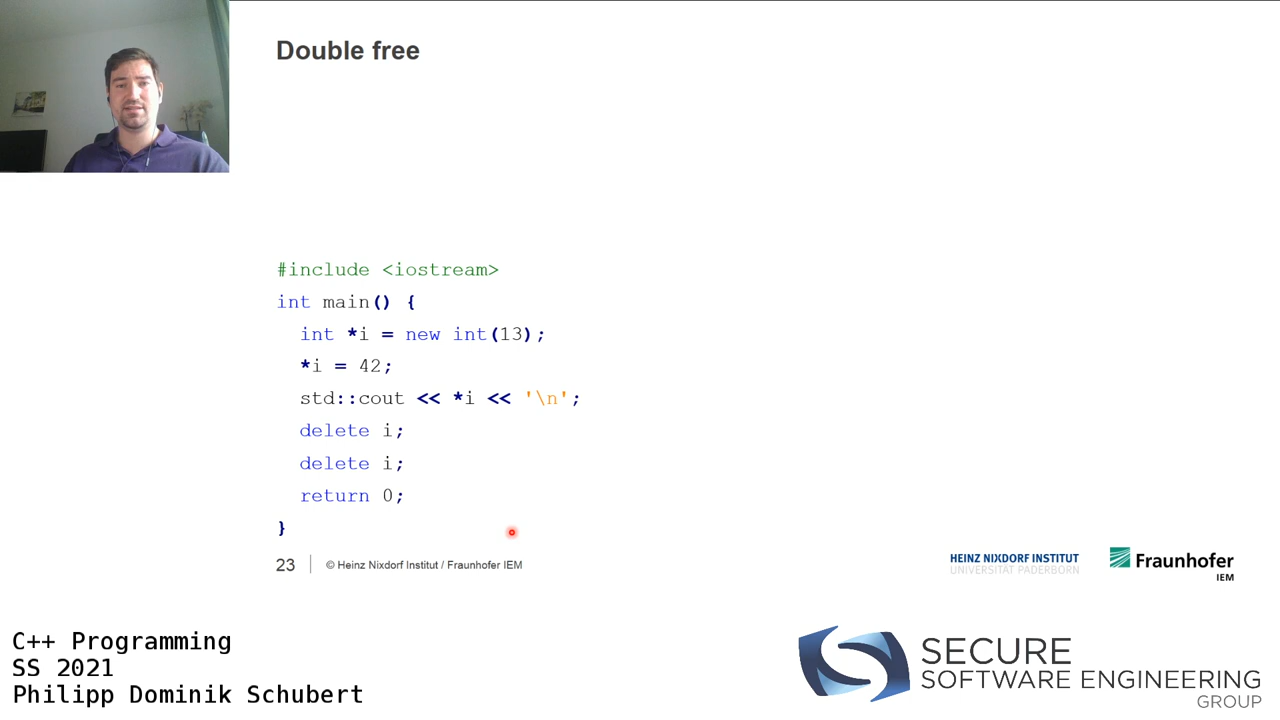 Double free
#include <iostream>
int main() {
  int *i = new int(13);
  *i = 42;
  std::cout << *i << '\n';
  delete i;
  delete i;
  return 0;
}
23
© Heinz Nixdorf Institut / Fraunhofer IEM
HEINZ NIXDORF INSTITUT
UNIVERSITÄT PADERBORN
Fraunhofer
IEM
C++ Programming
SS 2021
Philipp Dominik Schubert
SECURE
SOFTWARE ENGINEERING
GROUP